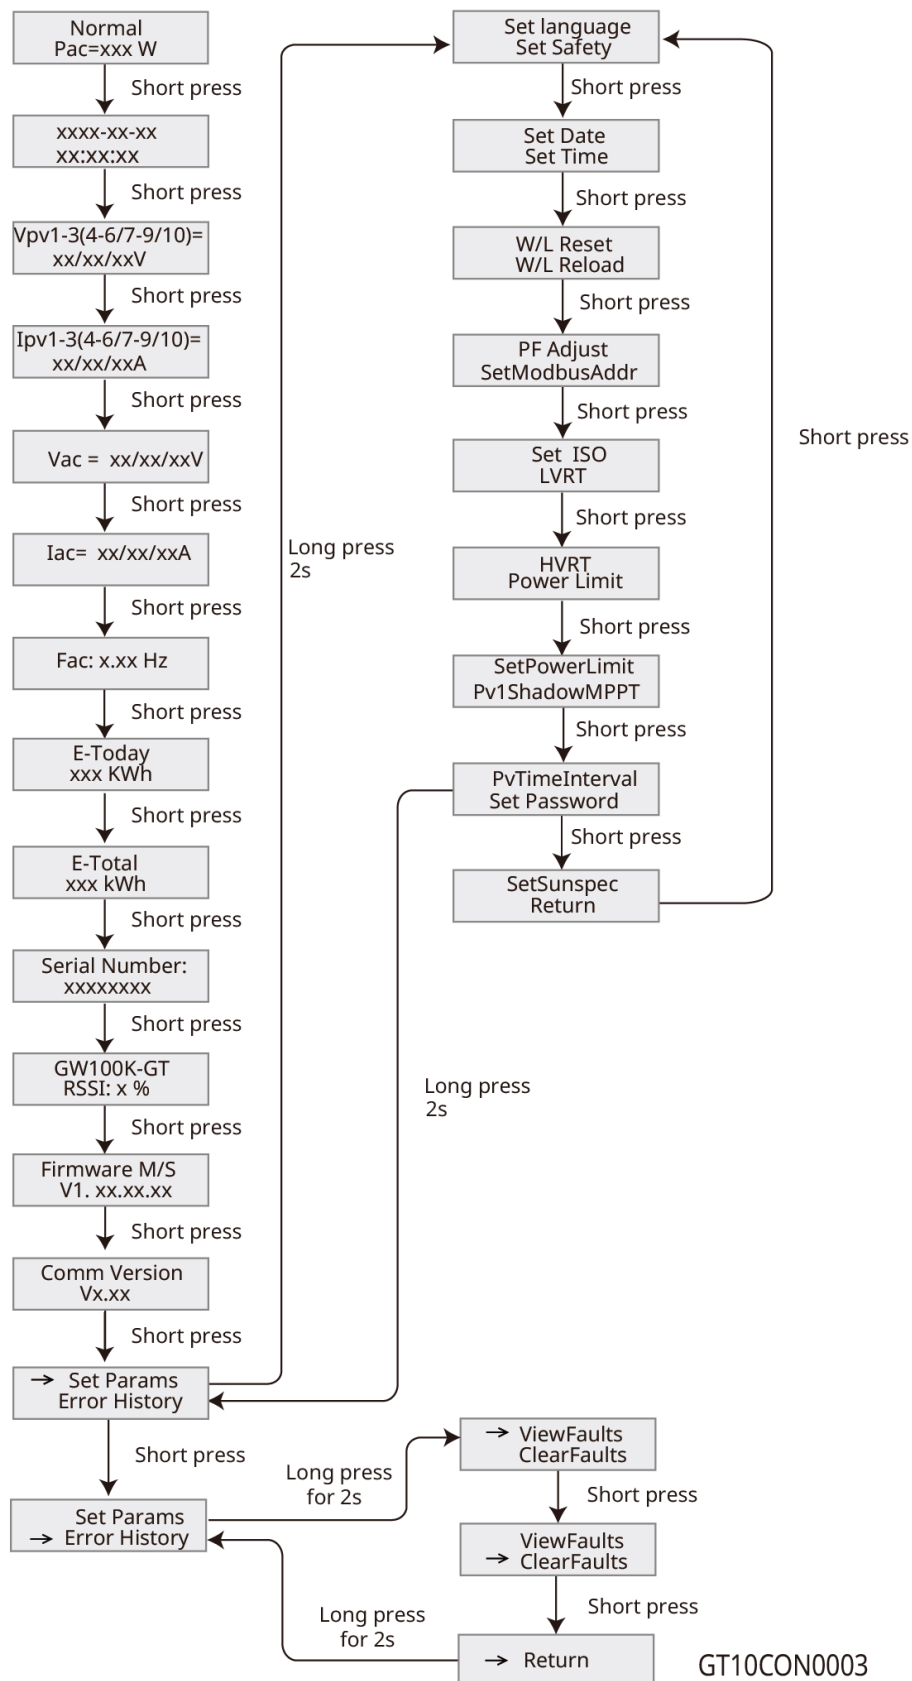 Normal
Pac=xxx W
Short press
xxxx-xx-xx
xx:xx:xx
Short press
Vpv1-3(4-6/7-9/10)=
xx/xx/xxV
Short press
Ipv1-3(4-6/7-9/10)=
xx/xx/xxA
Short press
Vac = xx/xx/xxV
Short press
Iac= xx/xx/xxA
Short press
Fac: x.xx Hz
Short press
E-Today
xxx KWh
Short press
E-Total
xxx kWh
Short press
Serial Number:
xxxxxxxx
Short press
GW100K-GT
RSSI: x %
Short press
Firmware M/S
V1. xx.xx.xx
Short press
Comm Version
Vx.xx
Short press
→ Set Params
Error History
Short press
Set Params
→ Error History
Long press
2s
Set language
Set Safety
Short press
Set Date
Set Time
Short press
W/L Reset
W/L Reload
Short press
PF Adjust
SetModbusAddr
Short press
Set ISO
LVRT
Short press
HVRT
Power Limit
Short press
SetPowerLimit
Pv1ShadowMPPT
Short press
PvTimeInterval
Set Password
Short press
SetSunspec
Return
Short press
Long press
2s
Long press
for 2s
→ ViewFaults
ClearFaults
Short press
ViewFaults
→ ClearFaults
Short press
→ Return
Long press
for 2s
GT10CON0003